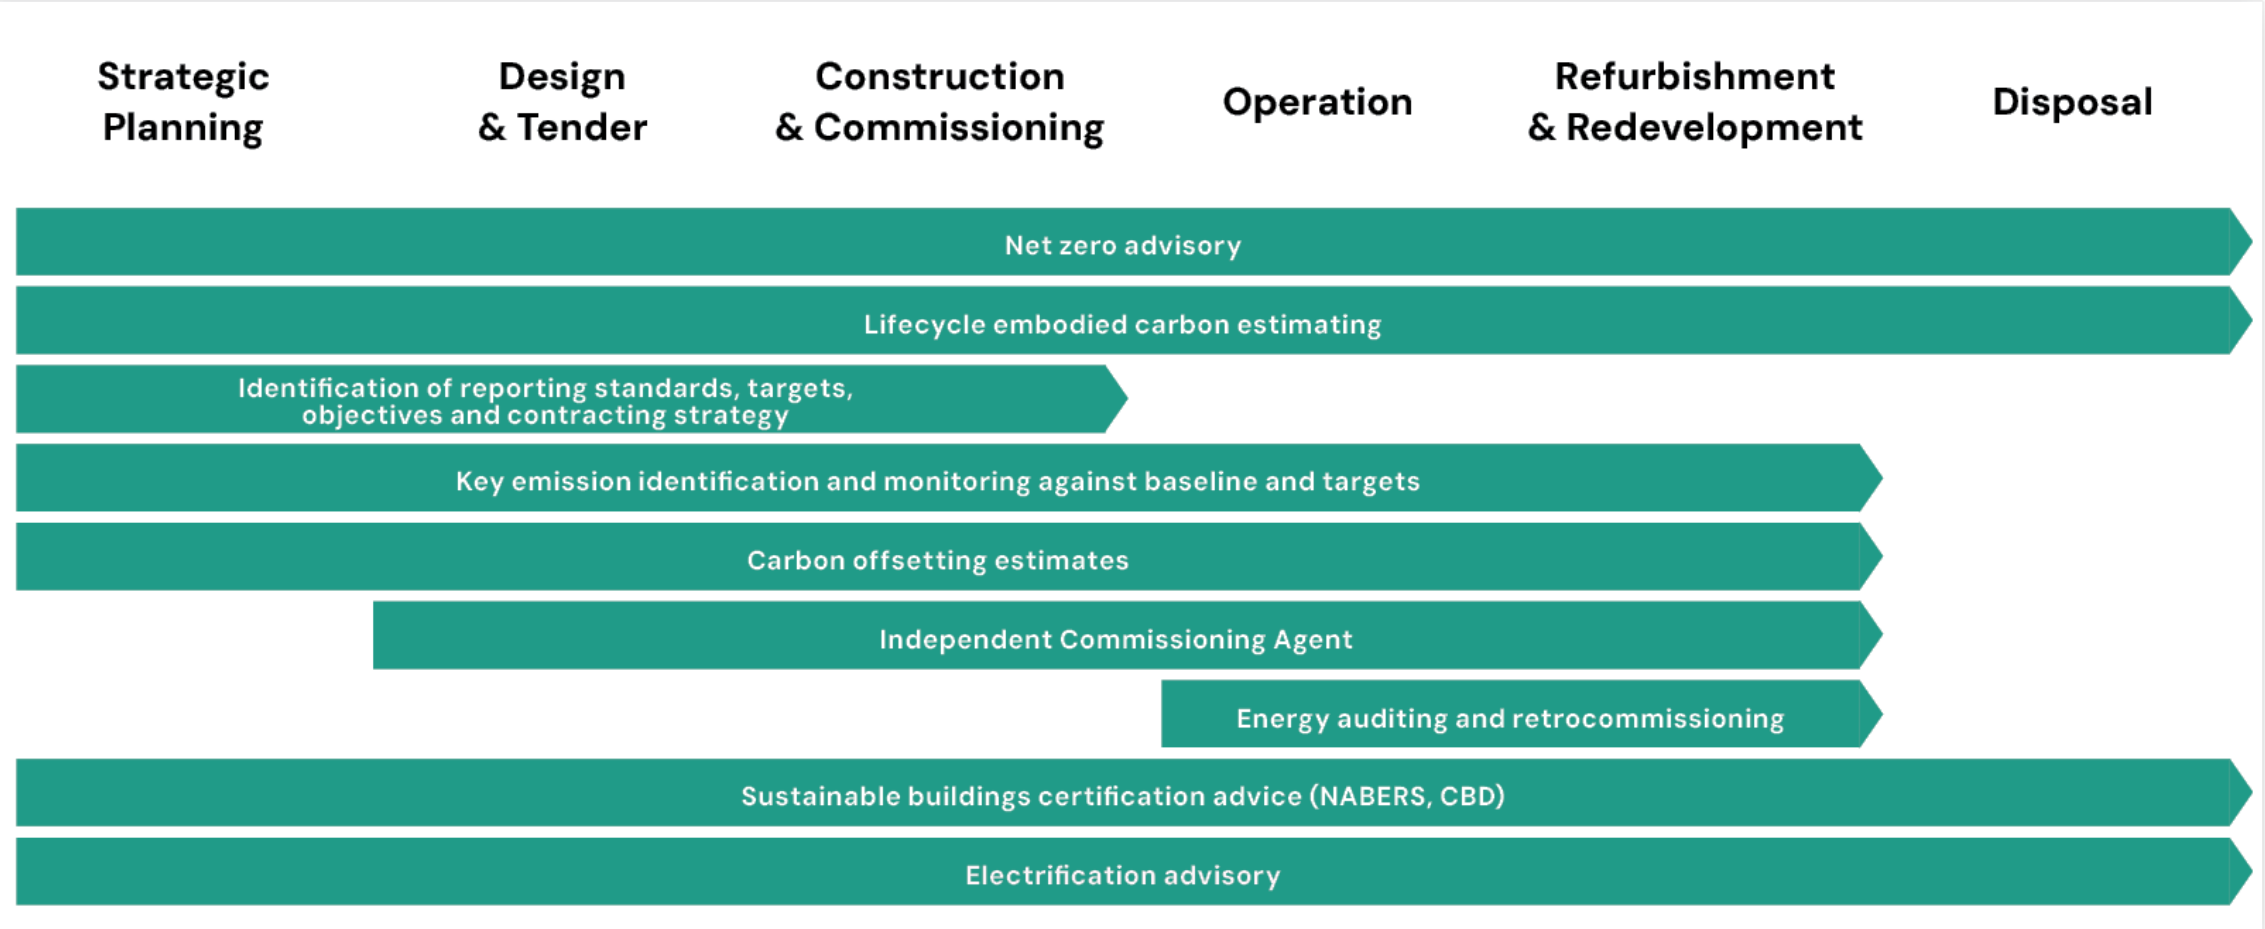 Strategic
Planning
Design
& Tender
Construction
& Commissioning
Operation
Refurbishment
& Redevelopment
Disposal
Net zero advisory
Lifecycle embodied carbon estimating
Identification of reporting standards, targets,
objectives and contracting strategy
Key emission identification and monitoring against baseline and targets
Carbon offsetting estimates
Independent Commissioning Agent
Energy auditing and retrocommissioning
Sustainable buildings certification advice (NABERS, CBD)
Electrification advisory